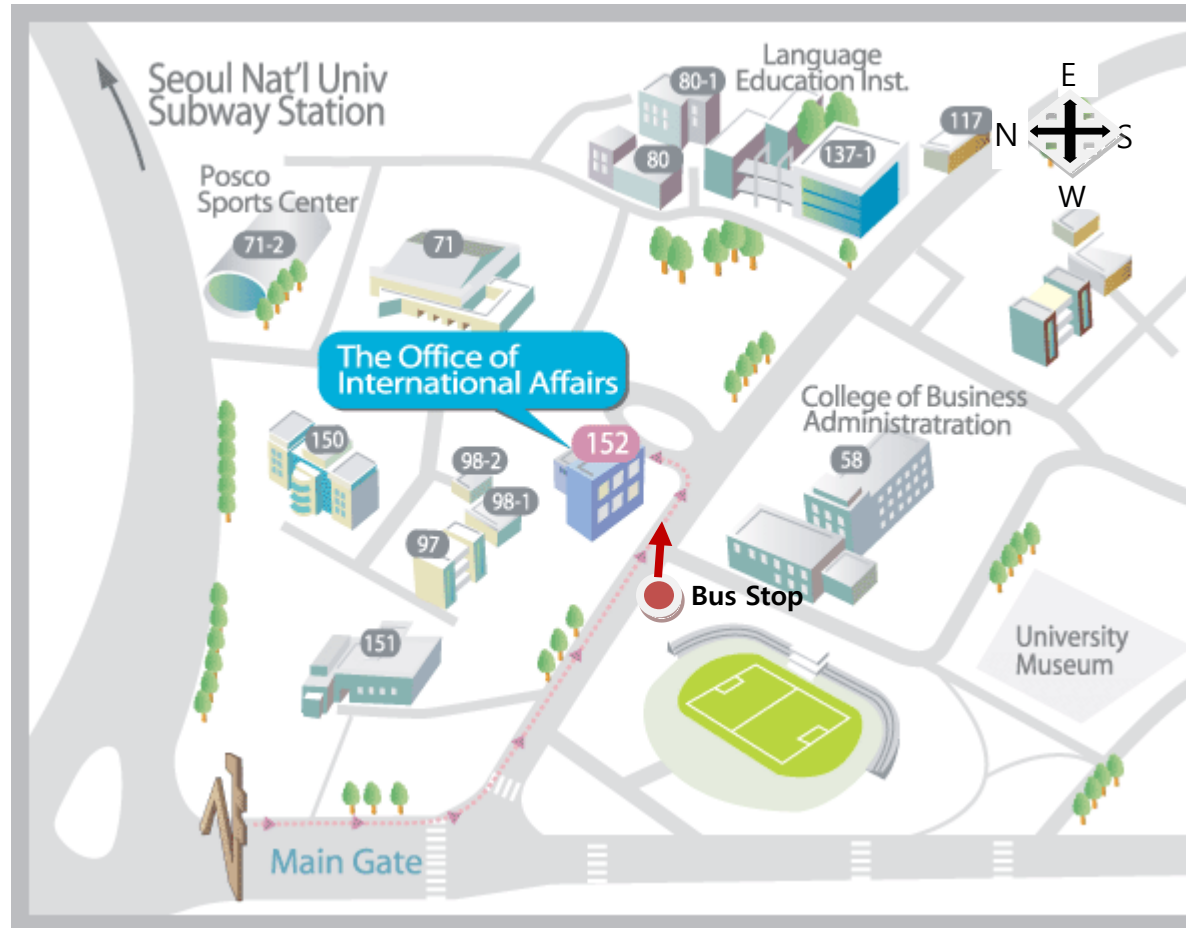 Seoul Nat'l Univ
Subway Station
Language
Education Inst.
80-1
80
137-1
117
E
N
S
W
Posco
Sports Center
71-2
71
The Office of
International Affairs
152
150
98-2
98-1
97
151
College of Business
Administratration
58
Bus Stop
University
Museum
Main Gate